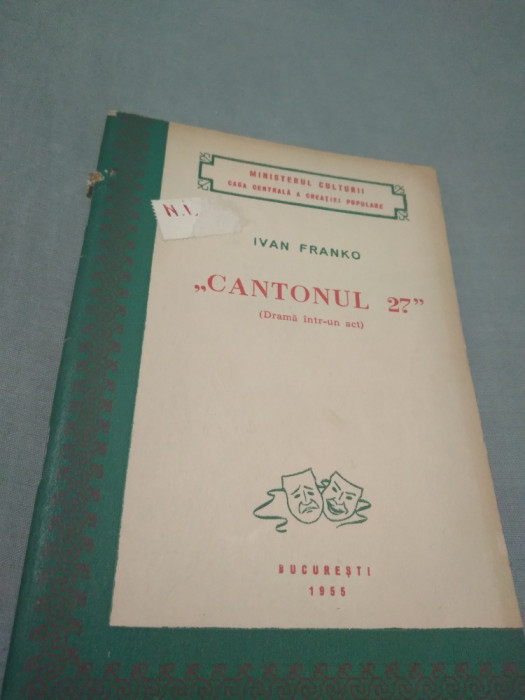 MINISTERUL CULTURII
CASA CENTRALĂ A CREAȚIEI POPULARE
N.i.
IVAN FRANKO
„CANTONUL 27”
(Dramă într-un act)
BUCUREȘTI
1955